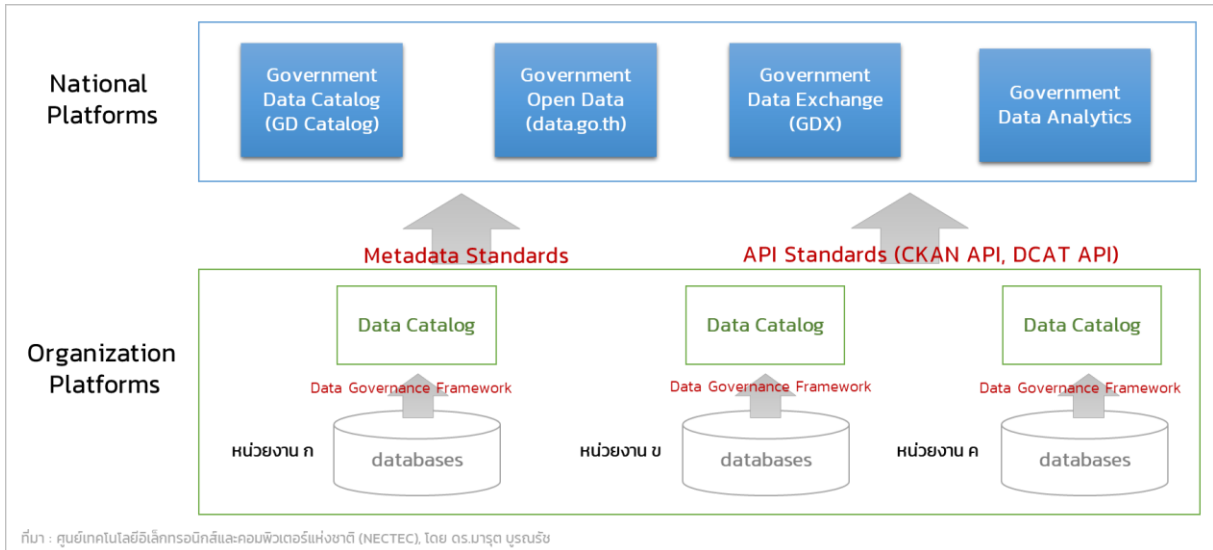 National
Platforms
Government
Data Catalog
(GD Catalog)
Government
Open Data
(data.go.th)
Government
Data Exchange
(GDX)
Government
Data Analytics
Metadata Standards
API Standards (CKAN API, DCAT API)
Organization
Platforms
Data Catalog
Data Catalog
Data Catalog
Data Governance Framework
Data Governance Framework
Data Governance Framework
หน่วยงาน ก
databases
หน่วยงาน ข
databases
หน่วยงาน ค
databases
ที่มา : ศูนย์เทคโนโลยีอิเล็กทรอนิกส์และคอมพิวเตอร์แห่งชาติ (NECTEC), โดย ดร.มารุต บูรณรัช